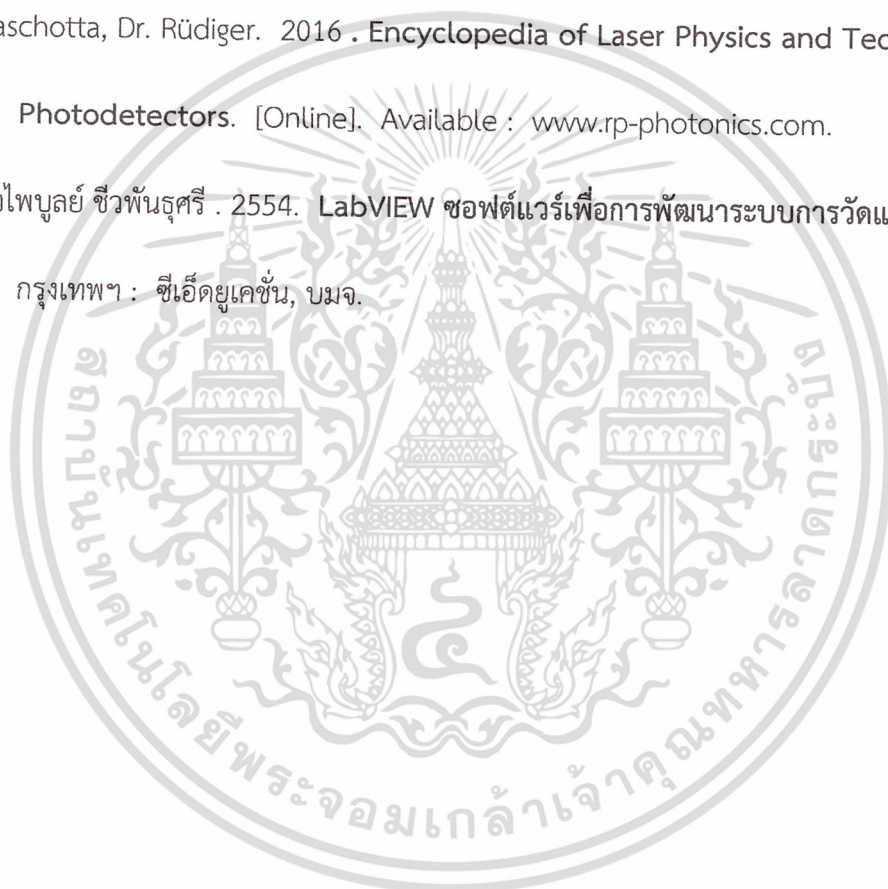 aschotta, Dr. Rüdiger. 2016 . Encyclopedia of Laser Physics and Tec
Photodetectors. [Online]. Available : www.rp-photonics.com.
ไพบูลย์ ชีวพันธุศรี . 2554. LabVIEW ซอฟต์แวร์เพื่อการพัฒนาระบบการวัดแ
กรุงเทพฯ : ซีเอ็ดยูเคชั่น, บมจ.
สถาบันเทคโนโลยีพระจอมเกล้าเจ้าคุณทหารลาดกระบัง